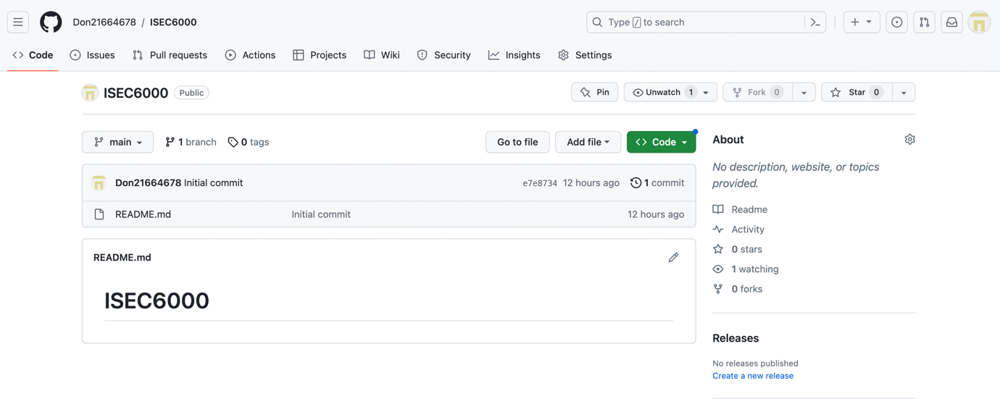 Don21664678 / ISEC6000
Type / to search
Code Issues Pull requests Actions Projects Wiki Security Insights Settings
ISEC6000 Public
Pin Unwatch 1 Fork 0 Star 0
main 1 branch 0 tags Go to file Add file Code
Don21664678 Initial commit e7e8734 12 hours ago 1 commit
README.md Initial commit 12 hours ago
README.md
ISEC6000
About
No description, website, or topics
provided.
Readme
Activity
0 stars
1 watching
0 forks
Releases
No releases published
Create a new release